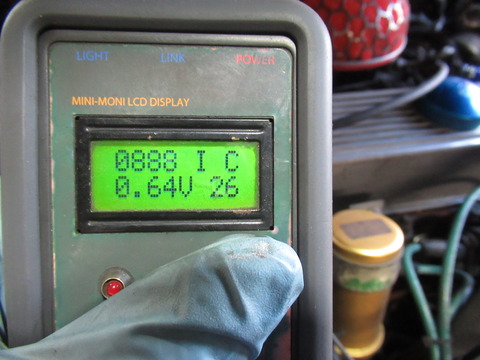 LIGHT LINK POWER
MINI-MONI LCD DISPLAY
0888 I C
0.64V 26